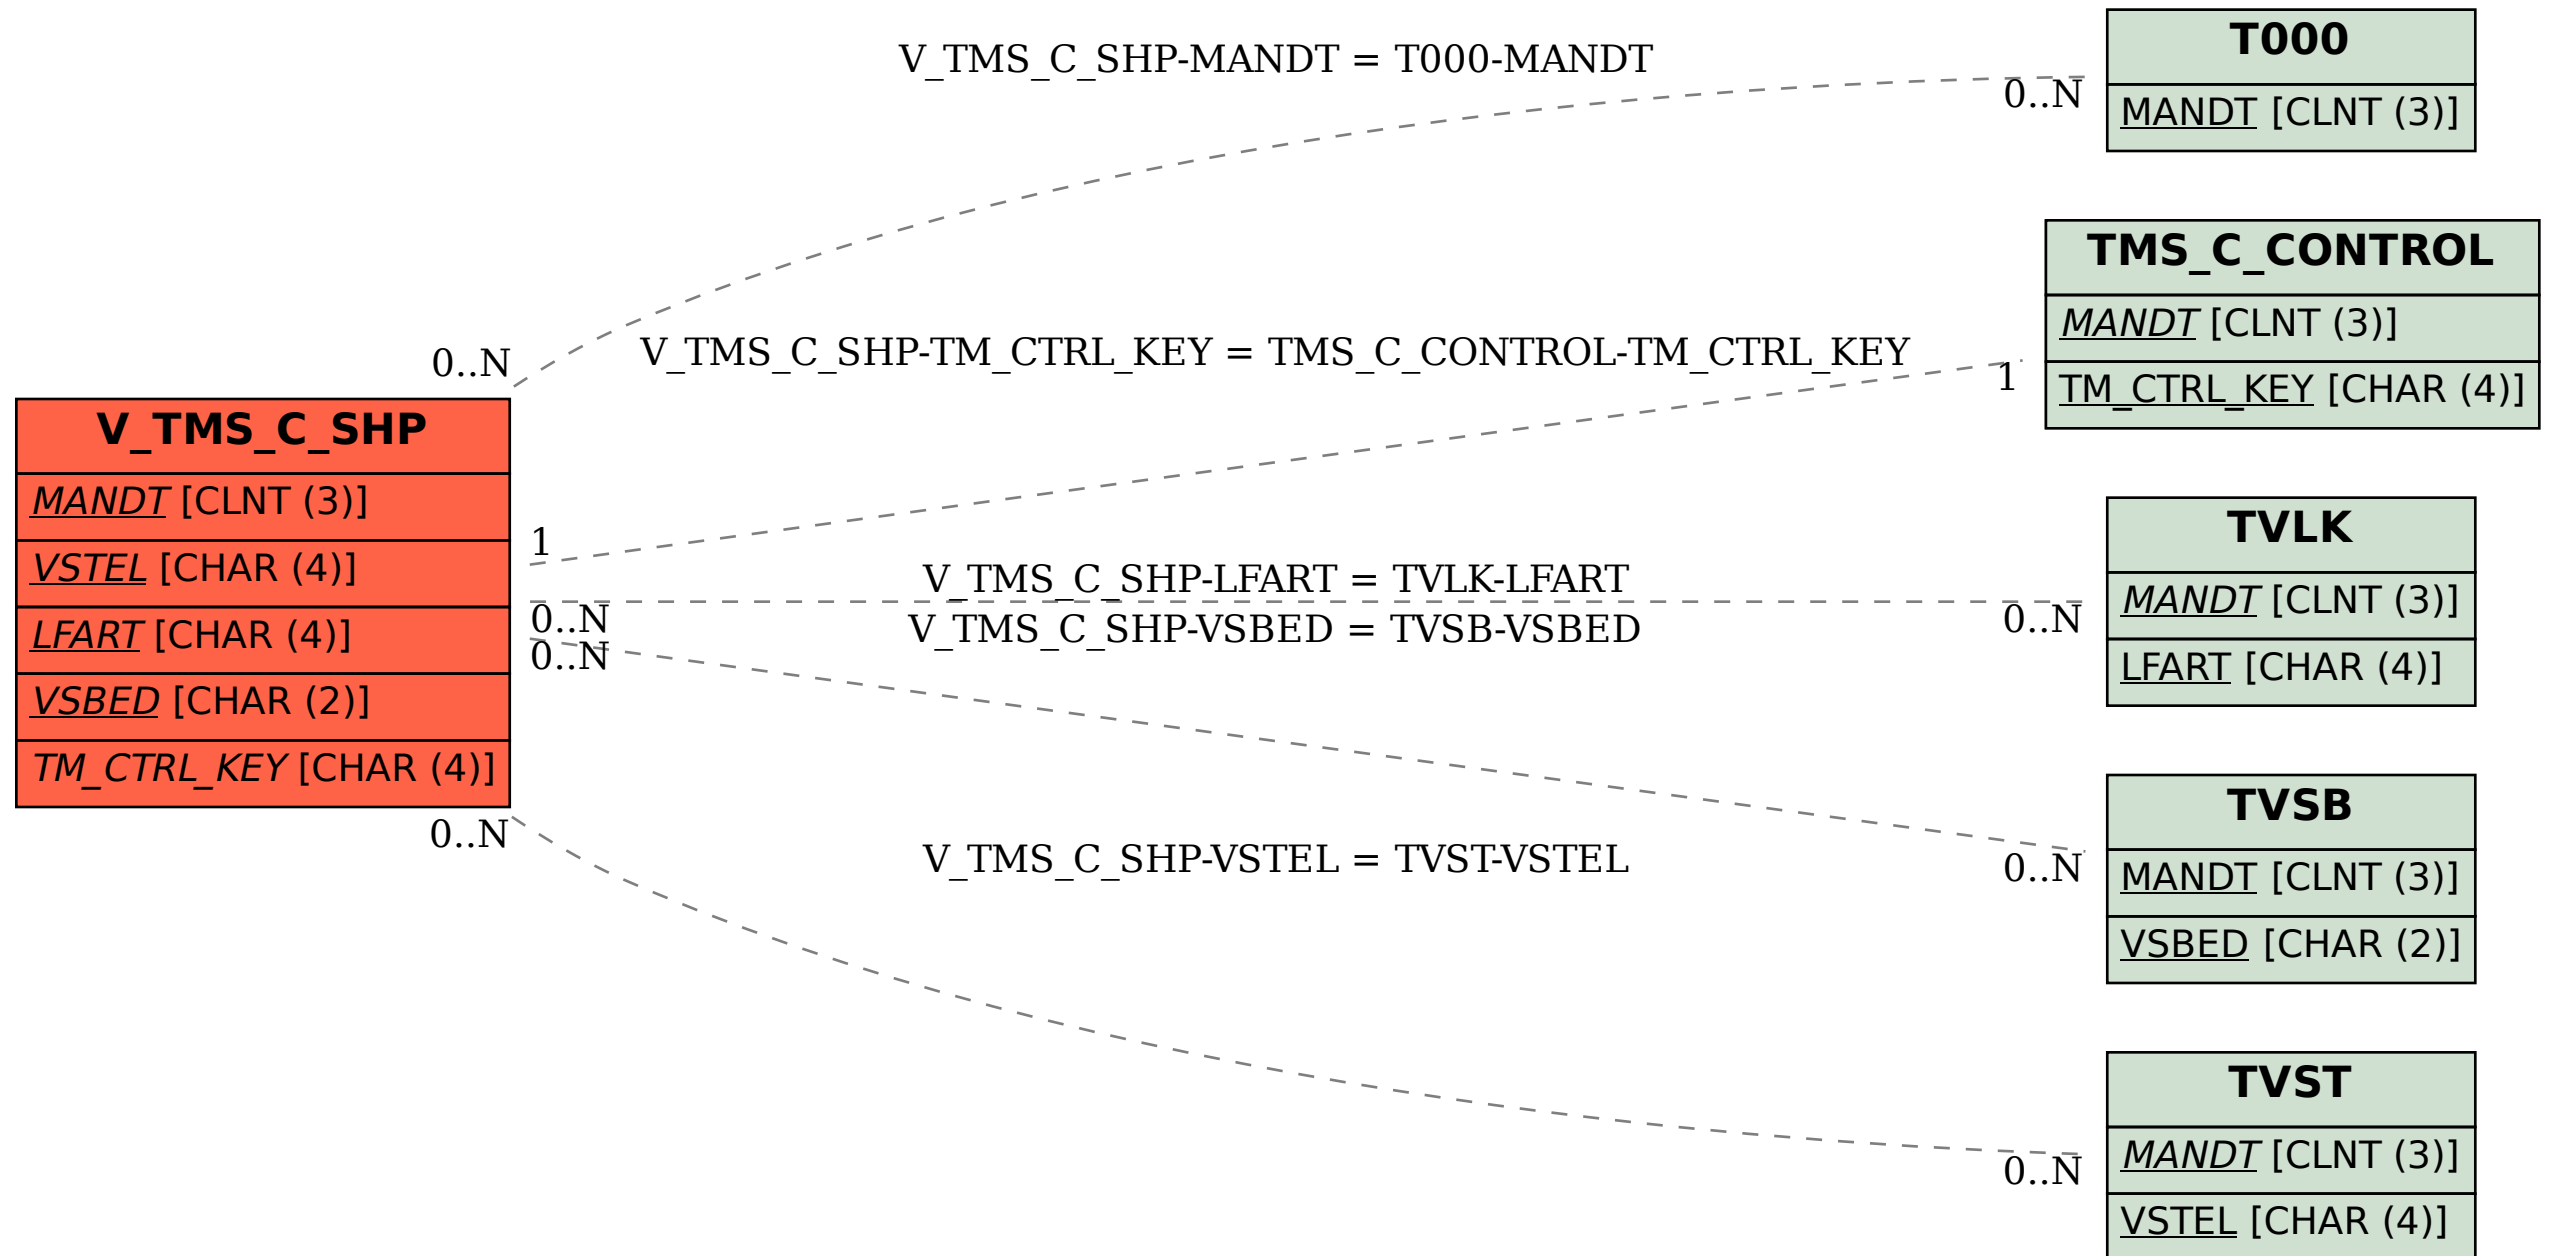 V_TMS_C_SHP-MANDT = T000-MANDT
0..N
0..N
T000
MANDT [CLNT (3)]
V_TMS_C_SHP-TM_CTRL_KEY = TMS_C_CONTROL-TM_CTRL_KEY
1
1
TMS_C_CONTROL
MANDT [CLNT (3)]
TM_CTRL_KEY [CHAR (4)]
V_TMS_C_SHP
MANDT [CLNT (3)]
VSTEL [CHAR (4)]
LFART [CHAR (4)]
VSBED [CHAR (2)]
TM_CTRL_KEY [CHAR (4)]
V_TMS_C_SHP-LFART = TVLK-LFART
0..N
0..N
TVLK
MANDT [CLNT (3)]
LFART [CHAR (4)]
V_TMS_C_SHP-VSBED = TVSB-VSBED
0..N
0..N
TVSB
MANDT [CLNT (3)]
VSBED [CHAR (2)]
V_TMS_C_SHP-VSTEL = TVST-VSTEL
0..N
0..N
TVST
MANDT [CLNT (3)]
VSTEL [CHAR (4)]